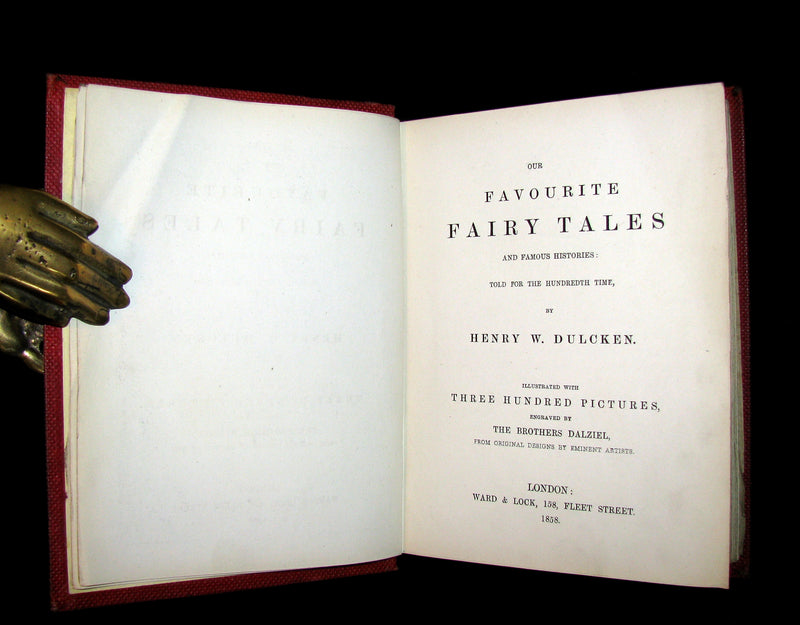 OUR
FAVOURITE
FAIRY TALES
AND FAMOUS HISTORIES:
TOLD FOR THE HUNDREDTH TIME,
BY
HENRY W. DULCKEN.
ILLUSTRATED WITH
THREE HUNDRED PICTURES,
ENGRAVED BY
THE BROTHERS DALZIEL,
FROM ORIGINAL DESIGNS BY EMINENT ARTISTS.
LONDON:
WARD & LOCK, 158, FLEET STREET.
1858.